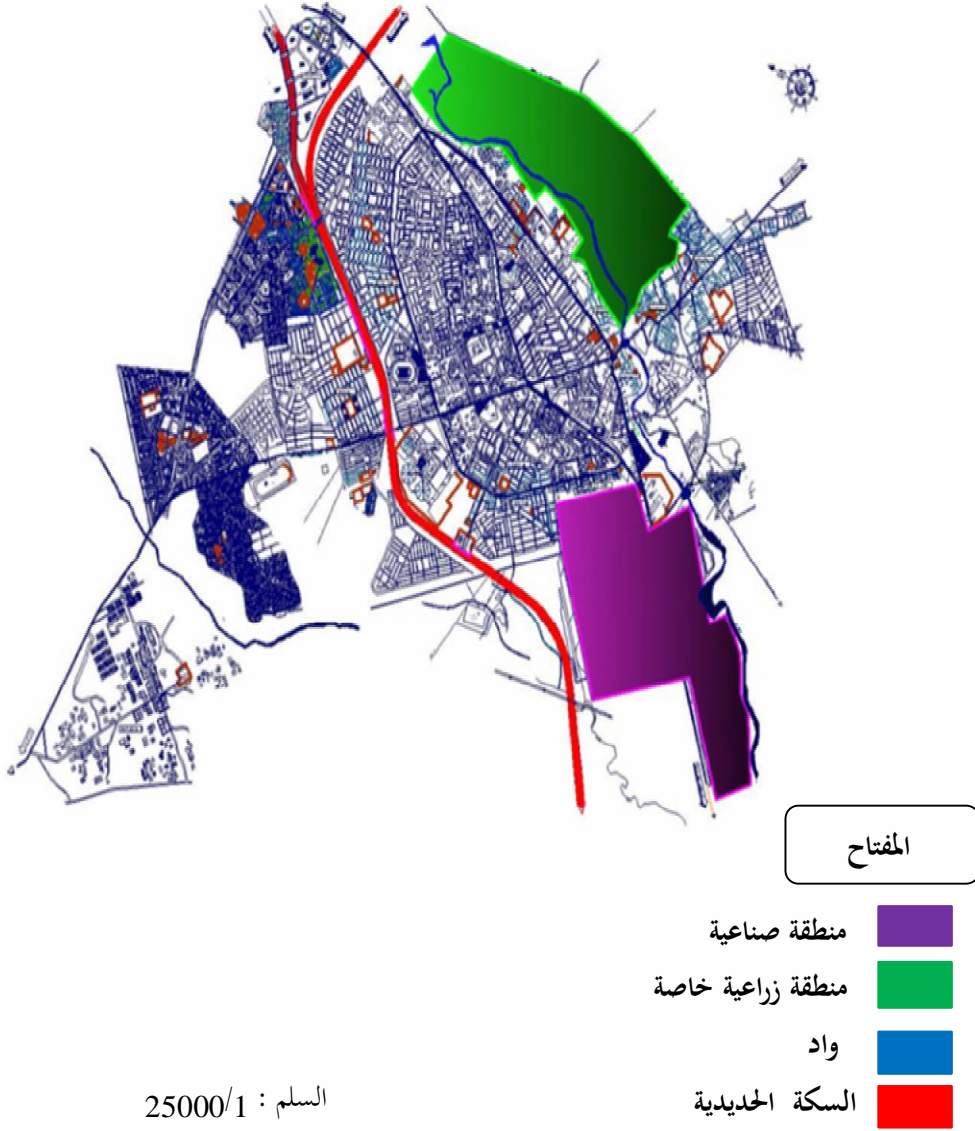 المفتاح
منطقة صناعية
منطقة زراعية خاصة
واد
السكة الحديدية
السلم : 25000/1